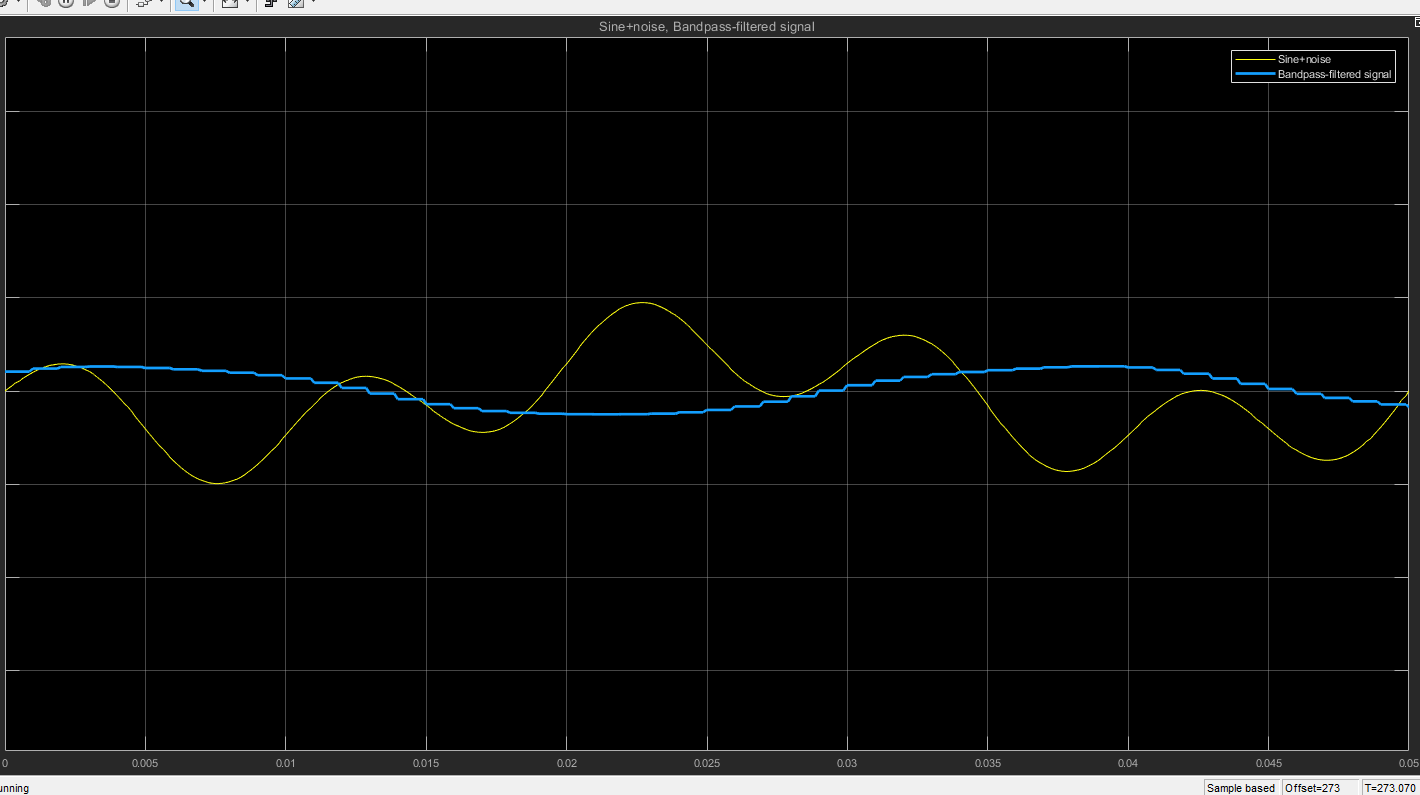 Sine+noise, Bandpass-filtered signal
Sine+noise
Bandpass-filtered signal
0 0.005 0.01 0.015 0.02 0.025 0.03 0.035 0.04 0.045 0.05
unning Sample based Offset=273 T=273.070